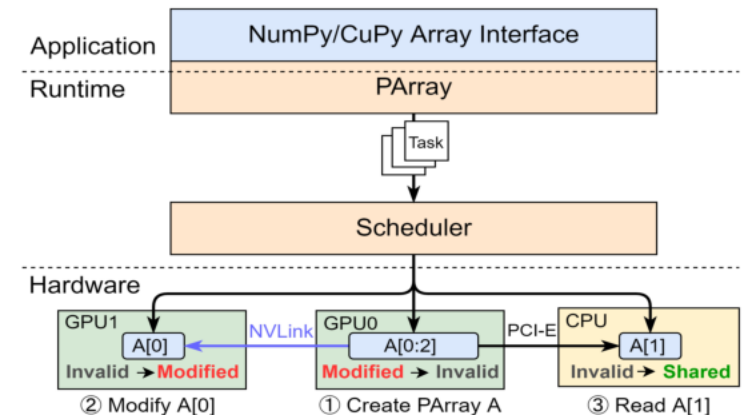 NumPy/CuPy Array Interface
Application
Runtime
PArray
Task
Scheduler
Hardware
GPU1
GPU0
CPU
NVLink
PCI-E
A[0]
A[0:2]
A[1]
Invalid → Modified
Modified → Invalid
Invalid → Shared
② Modify A[0]
① Create PArray A
③ Read A[1]